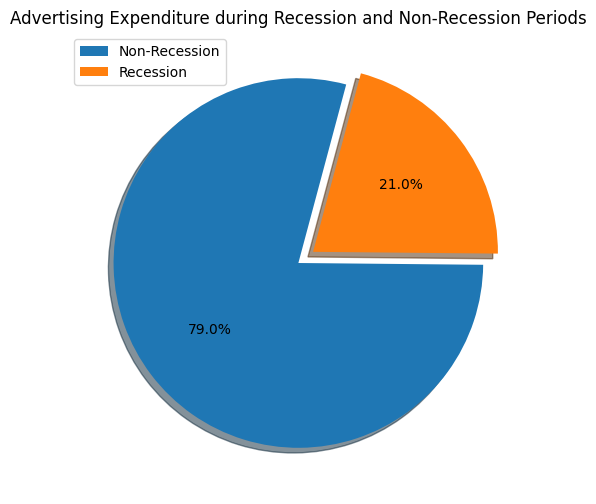 Advertising Expenditure during Recession and Non-Recession Periods
Non-Recession
Recession
21.0%
79.0%